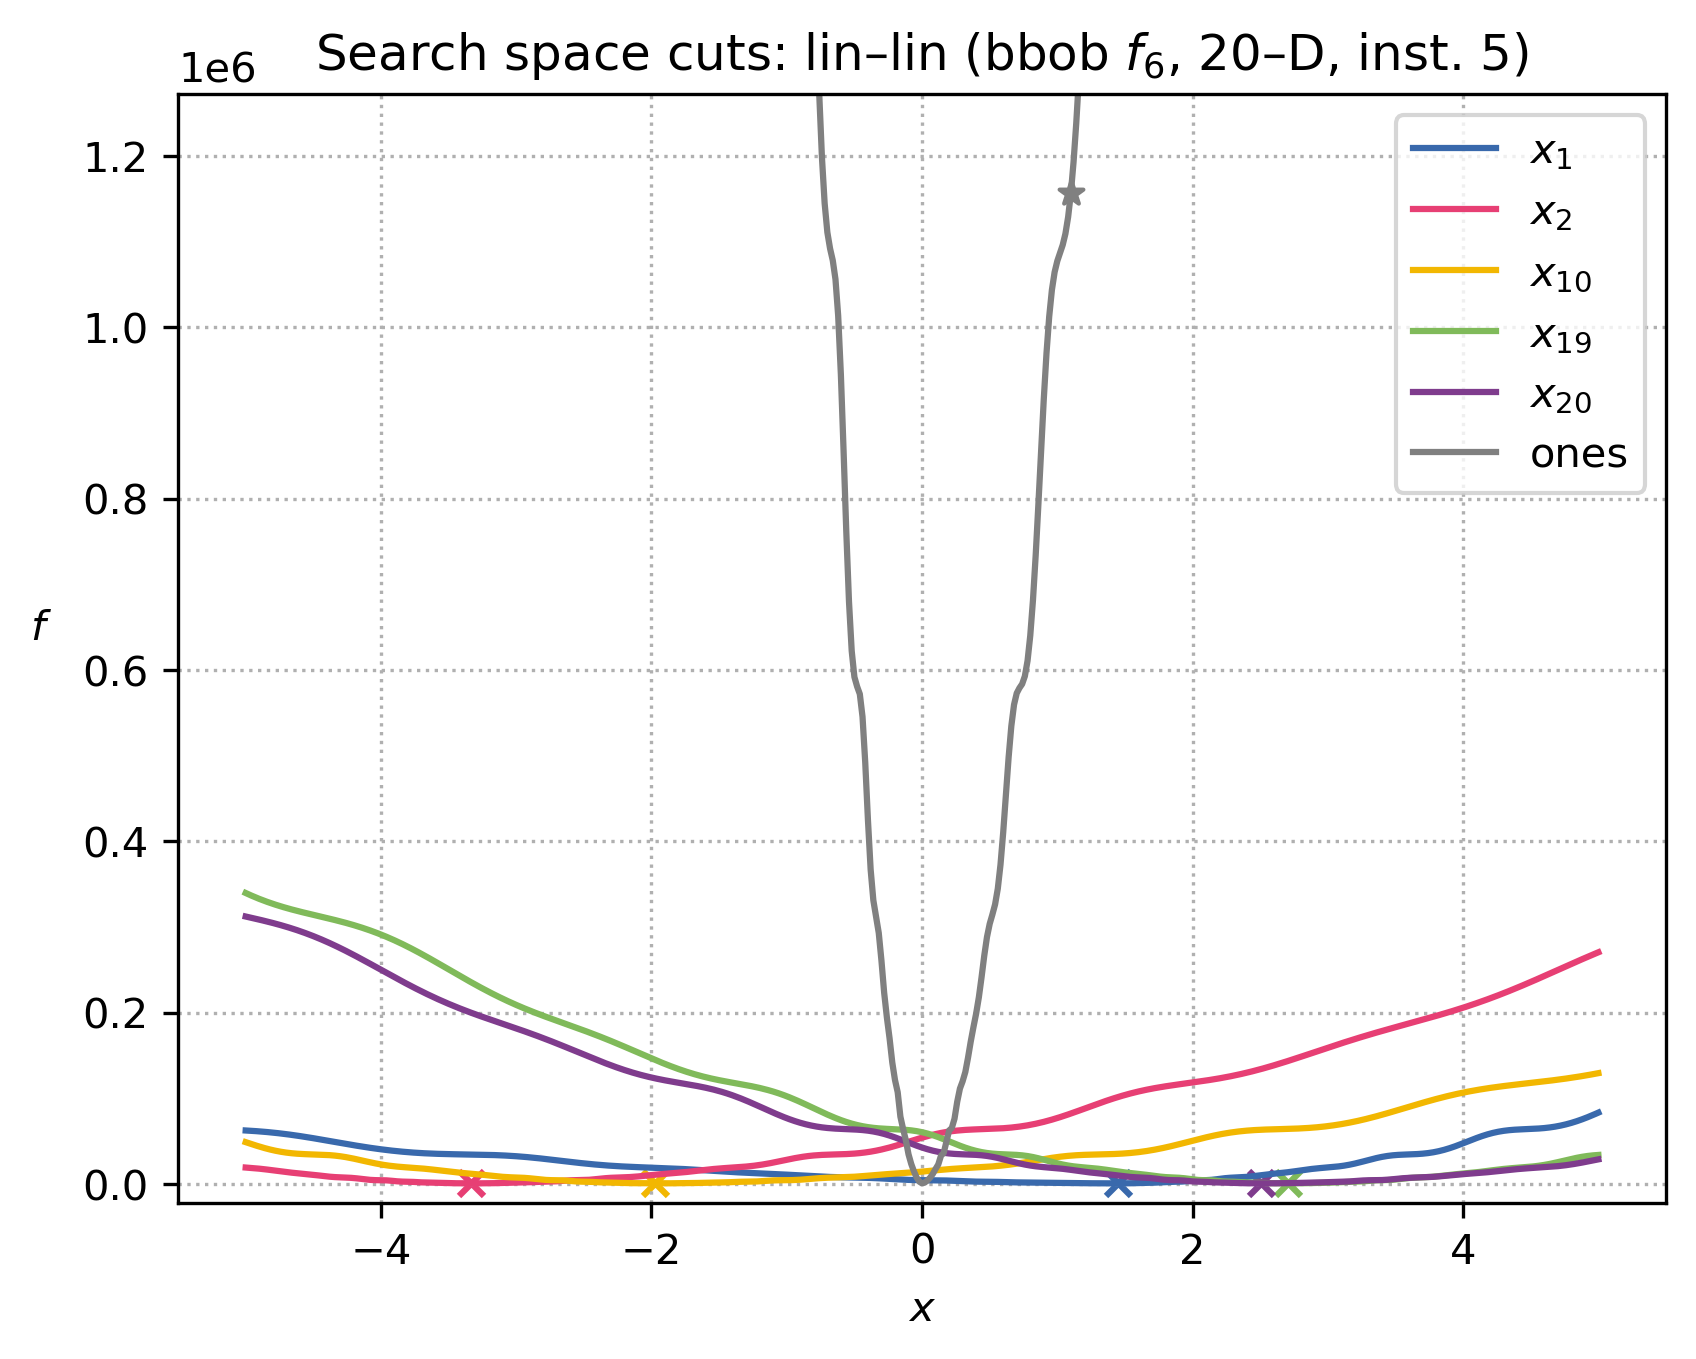 Search space cuts: lin–lin (bbob f₆, 20–D, inst. 5)
1e6
1.2
1.0
0.8
0.6
0.4
0.2
0.0
f
−4 −2 0 2 4
x
x₁
x₂
x₁₀
x₁₉
x₂₀
ones